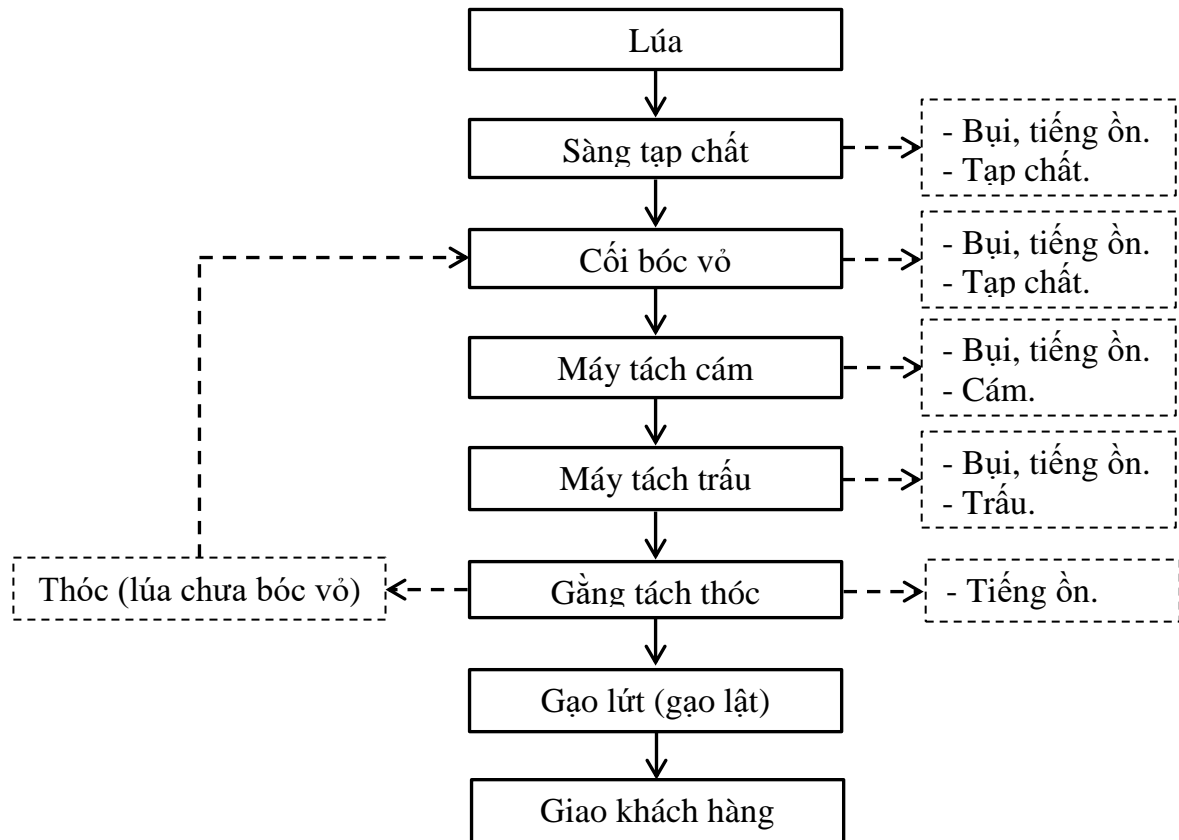 Lúa
Sàng tạp chất
- Bụi, tiếng ồn.
- Tạp chất.
Cối bóc vỏ
- Bụi, tiếng ồn.
- Tạp chất.
Máy tách cám
- Bụi, tiếng ồn.
- Cám.
Máy tách trấu
- Bụi, tiếng ồn.
- Trấu.
Thóc (lúa chưa bóc vỏ)
Gằng tách thóc
- Tiếng ồn.
Gạo lứt (gạo lật)
Giao khách hàng